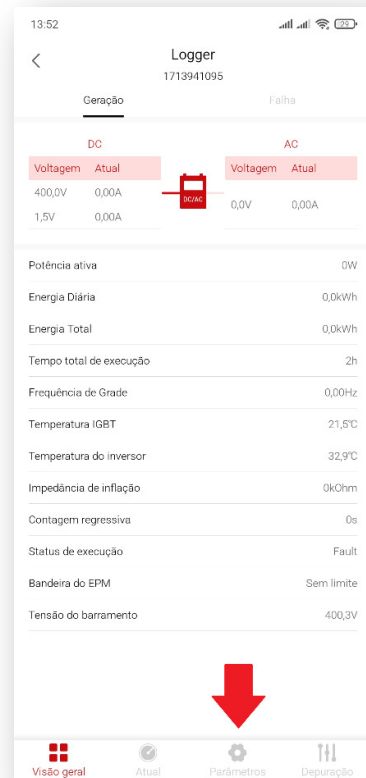 13:52
29
Logger
1713941095
Geração Falha
DC AC
Voltagem Atual Voltagem Atual
400,0V 0,00A
DC/AC
0,0V 0,00A
1,5V 0,00A
Potência ativa 0W
Energia Diária 0,0kWh
Energia Total 0,0kWh
Tempo total de execução 2h
Frequência de Grade 0,00Hz
Temperatura IGBT 21,5℃
Temperatura do inversor 32,9℃
Impedância de inflação 0kOhm
Contagem regressiva 0s
Status de execução Fault
Bandeira do EPM Sem limite
Tensão do barramento 400,3V
Visão geral Atual Parâmetros Depuração